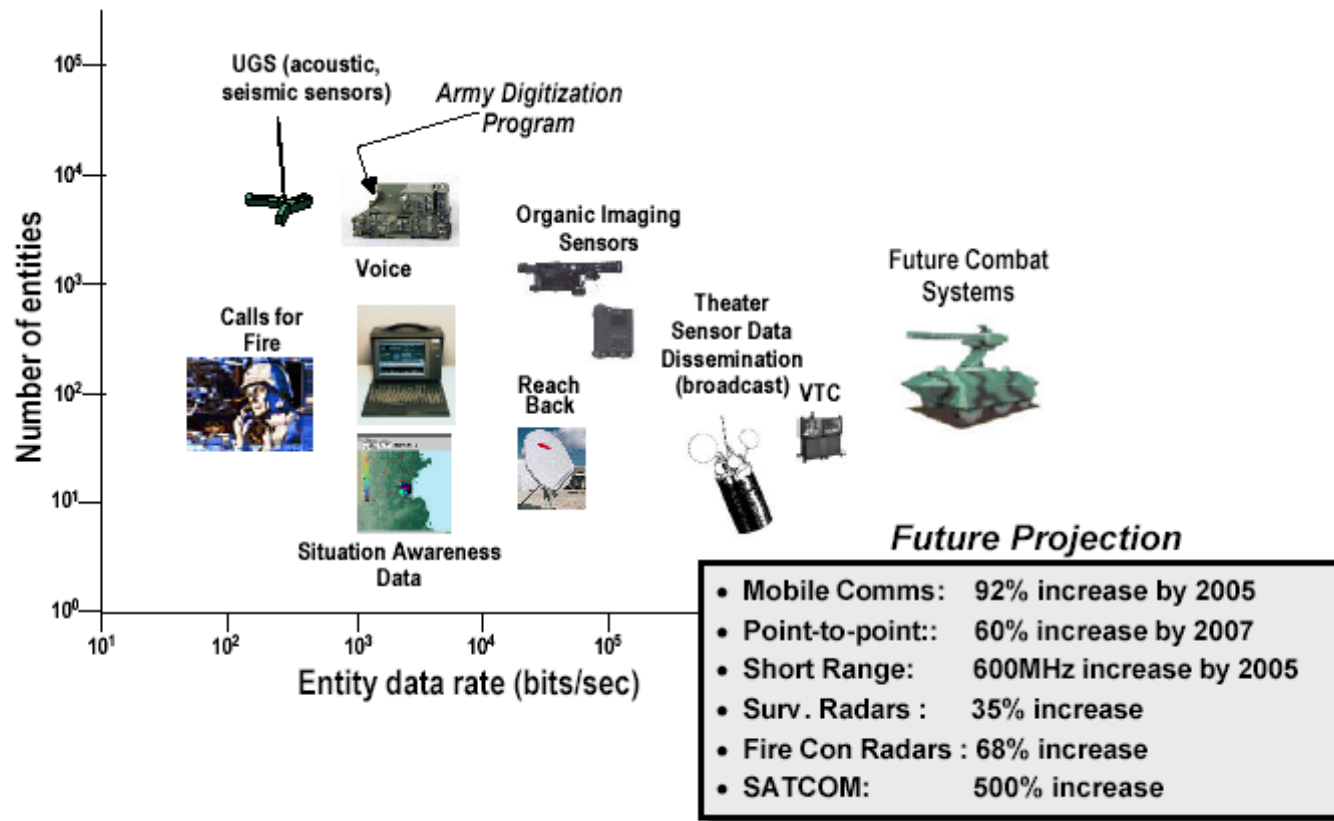 10⁵
UGS (acoustic,
seismic sensors)
Army Digitization
Program
10⁴
Organic Imaging
Sensors
Voice
10³
Future Combat
Systems
Calls for
Fire
Theater
Sensor Data
Dissemination
(broadcast)
VTC
Reach
Back
10²
10¹
Number of entities
Situation Awareness
Data
10⁰
10¹
10²
10³
10⁴
10⁵
Entity data rate (bits/sec)
Future Projection
• Mobile Comms: 92% increase by 2005
• Point-to-point:: 60% increase by 2007
• Short Range: 600MHz increase by 2005
• Surv. Radars : 35% increase
• Fire Con Radars : 68% increase
• SATCOM: 500% increase